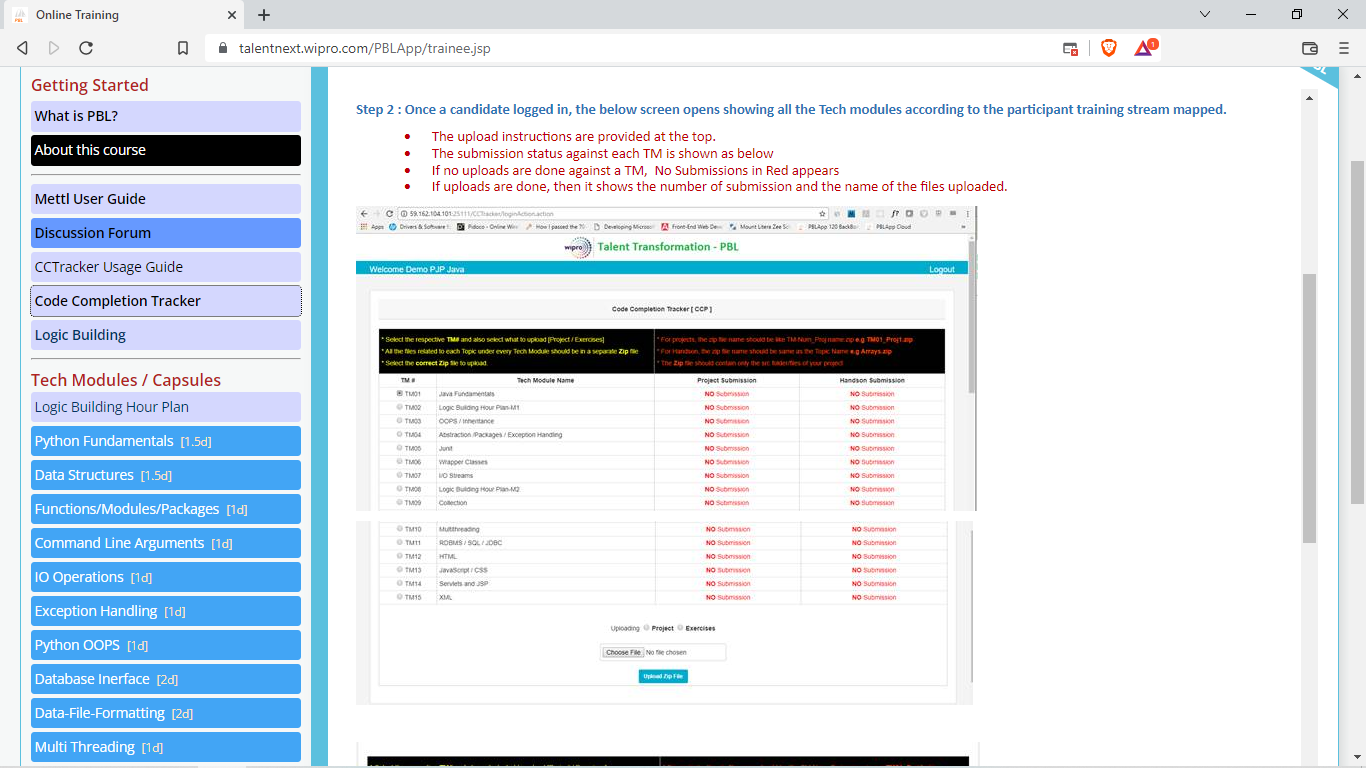 Online Training
talentnext.wipro.com/PBLApp/trainee.jsp
1
Getting Started
What is PBL?
About this course
Mettl User Guide
Discussion Forum
CCTracker Usage Guide
Code Completion Tracker
Logic Building
Tech Modules / Capsules
Logic Building Hour Plan
Python Fundamentals [1.5d]
Data Structures [1.5d]
Functions/Modules/Packages [1d]
Command Line Arguments [1d]
IO Operations [1d]
Exception Handling [1d]
Python OOPS [1d]
Database Inerface [2d]
Data-File-Formatting [2d]
Multi Threading [1d]
Step 2 : Once a candidate logged in, the below screen opens showing all the Tech modules according to the participant training stream mapped.
The upload instructions are provided at the top.
The submission status against each TM is shown as below
If no uploads are done against a TM, No Submissions in Red appears
If uploads are done, then it shows the number of submission and the name of the files uploaded.
59.162.104.101:25111/CCTracker/loginAction.action
Apps Drivers & Software Pidoco - Online Wire How I passed the 70 Developing Microso Front-End Web Deve Mount Litera Zee Sch PBLApp 120 BackBo PBLApp Cloud
wipro Talent Transformation - PBL
Welcome Demo PJP Java Logout
Code Completion Tracker [ CCP ]
* Select the respective TM# and also select what to upload [Project / Exercises]
* All the files related to each Topic under every Tech Module should be in a separate Zip file
* Select the correct Zip file to upload.
* For projects, the zip file name should be like TM Num_Proj name.zip e.g TM01_Proj1.zip
* For Handson, the zip file name should be same as the Topic Name e.g Arrays.zip
* The Zip file should contain only the src folder/files of your project
TM # Tech Module Name Project Submission Handson Submission
TM01 Java Fundamentals NO Submission NO Submission
TM02 Logic Building Hour Plan-M1 NO Submission NO Submission
TM03 OOPS / Inheritance NO Submission NO Submission
TM04 Abstraction /Packages / Exception Handling NO Submission NO Submission
TM05 Junit NO Submission NO Submission
TM06 Wrapper Classes NO Submission NO Submission
TM07 I/O Streams NO Submission NO Submission
TM08 Logic Building Hour Plan-M2 NO Submission NO Submission
TM09 Collection NO Submission NO Submission
TM10 Multithreading NO Submission NO Submission
TM11 RDBMS / SQL / JDBC NO Submission NO Submission
TM12 HTML NO Submission NO Submission
TM13 JavaScript / CSS NO Submission NO Submission
TM14 Servlets and JSP NO Submission NO Submission
TM15 XML NO Submission NO Submission
Uploading Project Exercises
Choose File No file chosen
Upload Zip File